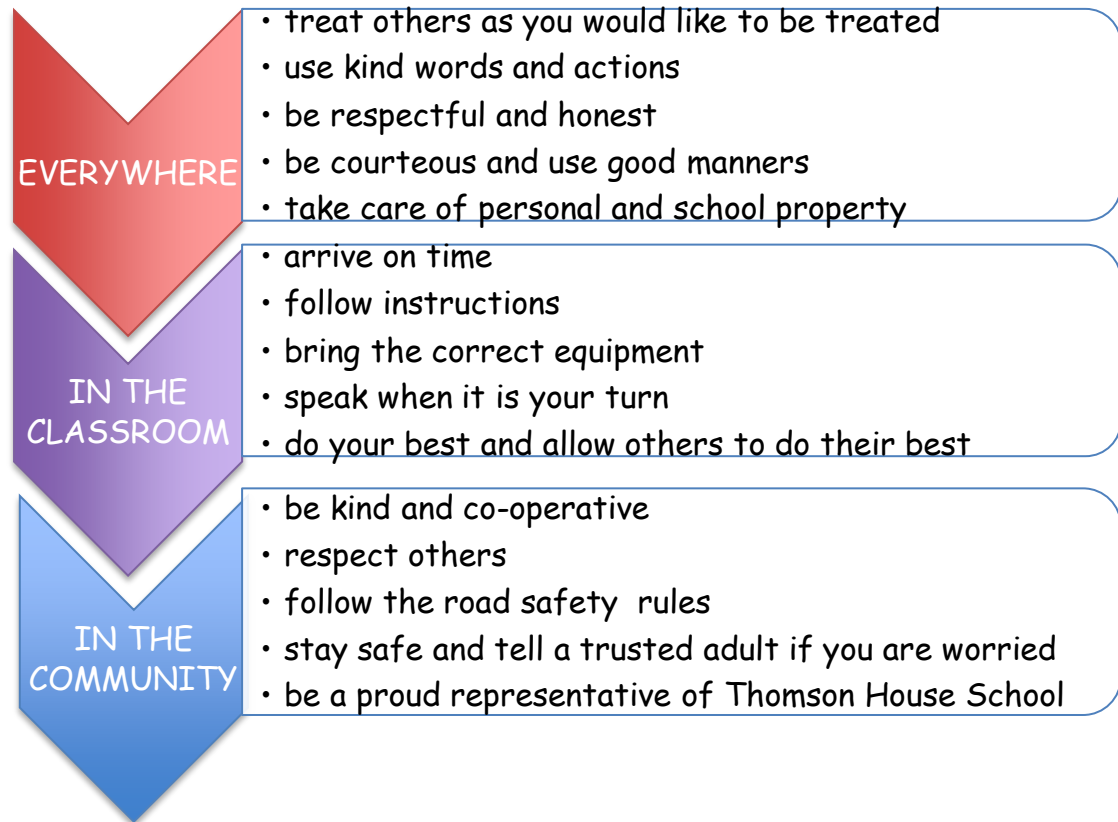 EVERYWHERE
• treat others as you would like to be treated
• use kind words and actions
• be respectful and honest
• be courteous and use good manners
• take care of personal and school property
IN THE
CLASSROOM
• arrive on time
• follow instructions
• bring the correct equipment
• speak when it is your turn
• do your best and allow others to do their best
IN THE
COMMUNITY
• be kind and co-operative
• respect others
• follow the road safety  rules
• stay safe and tell a trusted adult if you are worried
• be a proud representative of Thomson House School